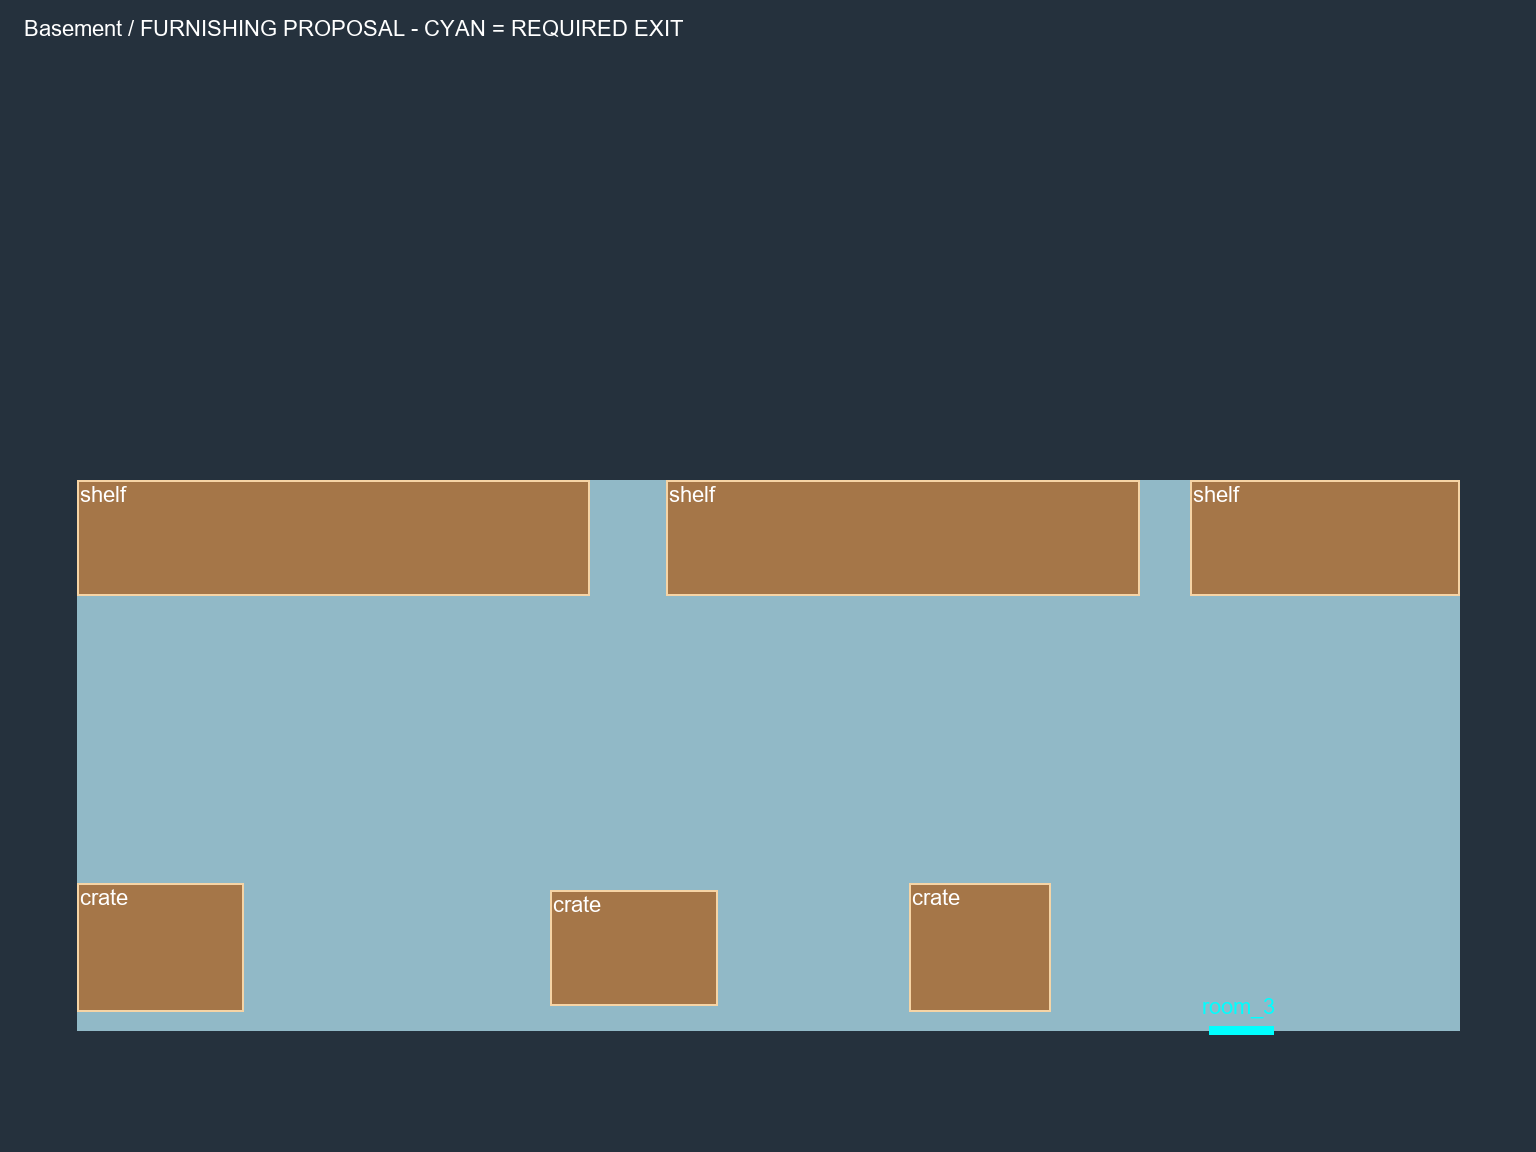 Basement / FURNISHING PROPOSAL - CYAN = REQUIRED EXIT
shelf
shelf
shelf
crate
crate
crate
room_3